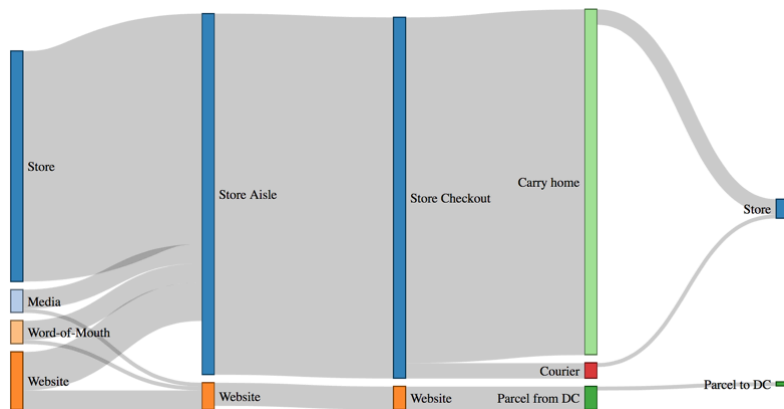 Store
Media
Word-of-Mouth
Website
Store Aisle
Website
Store Checkout
Website
Carry home
Courier
Parcel from DC
Store
Parcel to DC